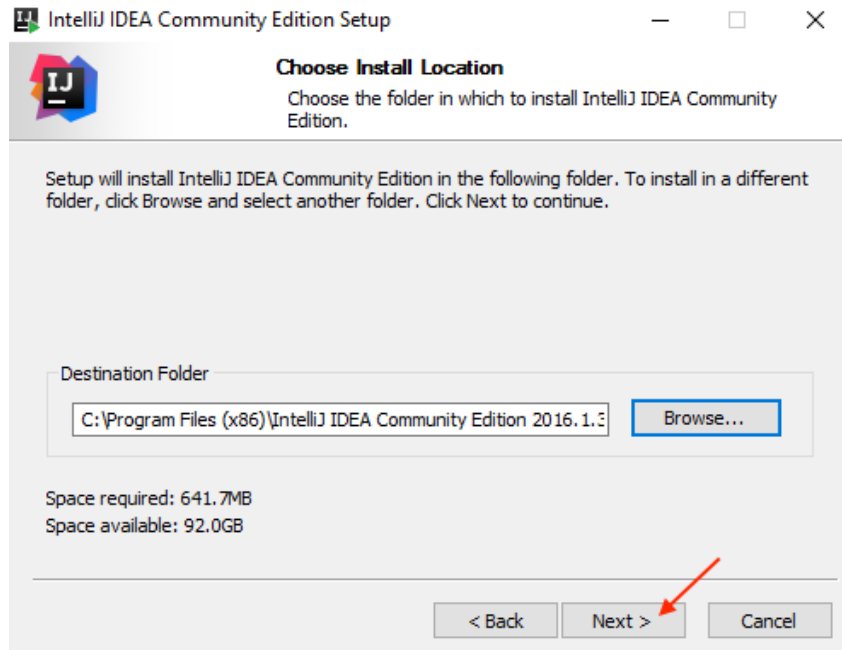 IntelliJ IDEA Community Edition Setup
IJ
Choose Install Location
Choose the folder in which to install IntelliJ IDEA Community
Edition.
Setup will install IntelliJ IDEA Community Edition in the following folder. To install in a different
folder, click Browse and select another folder. Click Next to continue.
Destination Folder
C:\Program Files (x86)\IntelliJ IDEA Community Edition 2016.1.3
Browse...
Space required: 641.7MB
Space available: 92.0GB
< Back
Next >
Cancel